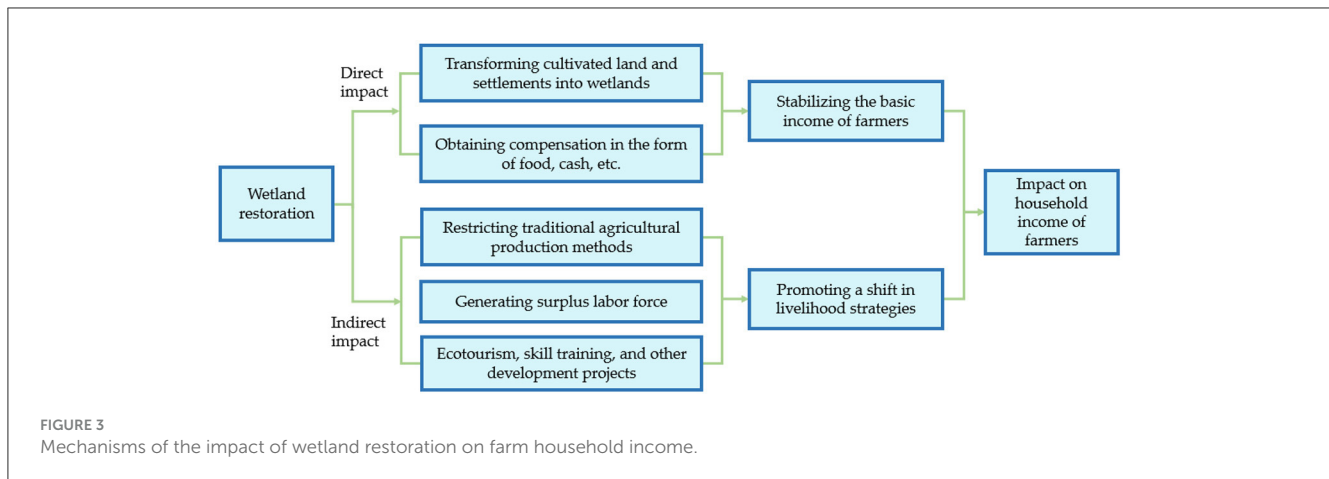 Wetland
restoration
Direct
impact
Transforming cultivated land and
settlements into wetlands
Obtaining compensation in the form
of food, cash, etc.
Stabilizing the basic
income of farmers
Indirect
impact
Restricting traditional agricultural
production methods
Generating surplus labor force
Ecotourism, skill training, and other
development projects
Promoting a shift in
livelihood strategies
Impact on
household
income of
farmers
FIGURE 3
Mechanisms of the impact of wetland restoration on farm household income.